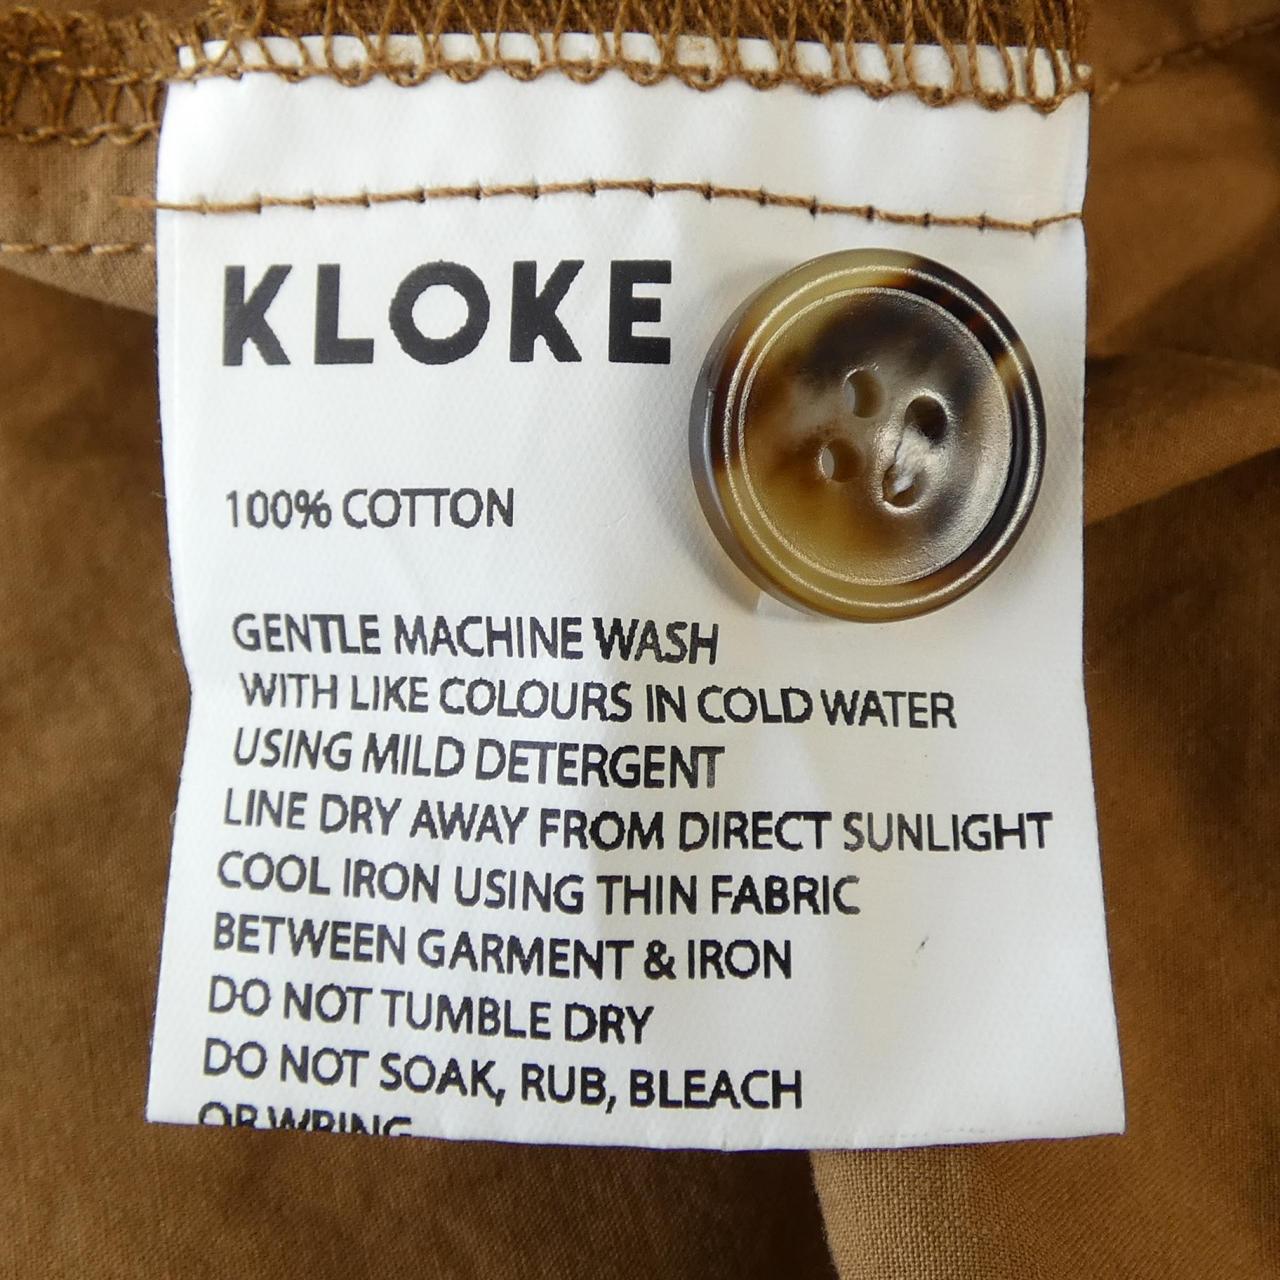 KLOKE
100% COTTON
GENTLE MACHINE WASH
WITH LIKE COLOURS IN COLD WATER
USING MILD DETERGENT
LINE DRY AWAY FROM DIRECT SUNLIGHT
COOL IRON USING THIN FABRIC
BETWEEN GARMENT & IRON
DO NOT TUMBLE DRY
DO NOT SOAK, RUB, BLEACH
OR WRING